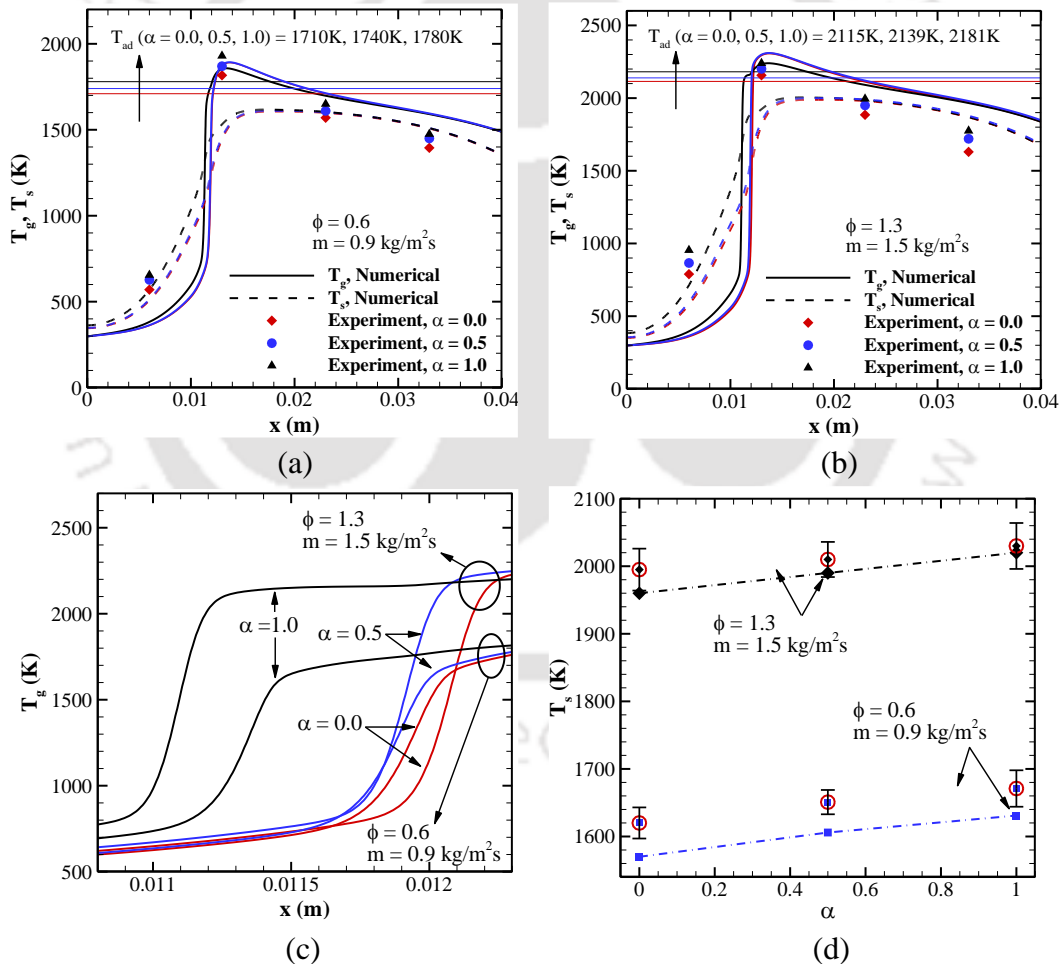 T_ad (α = 0.0, 0.5, 1.0) = 1710K, 1740K, 1780K
2000
1500
1000
500
0
T_g, T_s (K)
ϕ = 0.6
m = 0.9 kg/m²s
T_g, Numerical
T_s, Numerical
Experiment, α = 0.0
Experiment, α = 0.5
Experiment, α = 1.0
0
0.01
0.02
0.03
0.04
x (m)
(a)
T_ad (α = 0.0, 0.5, 1.0) = 2115K, 2139K, 2181K
2500
2000
1500
1000
500
0
T_g, T_s (K)
ϕ = 1.3
m = 1.5 kg/m²s
T_g, Numerical
T_s, Numerical
Experiment, α = 0.0
Experiment, α = 0.5
Experiment, α = 1.0
0
0.01
0.02
0.03
0.04
x (m)
(b)
2500
2000
1500
1000
500
T_g (K)
ϕ = 1.3
m = 1.5 kg/m²s
α = 1.0
α = 0.5
α = 0.0
ϕ = 0.6
m = 0.9 kg/m²s
0.011
0.0115
0.012
x (m)
(c)
2100
2060
2020
1980
1940
1900
1720
1680
1640
1600
T_s (K)
ϕ = 1.3
m = 1.5 kg/m²s
ϕ = 0.6
m = 0.9 kg/m²s
0
0.2
0.4
0.6
0.8
1
α
(d)